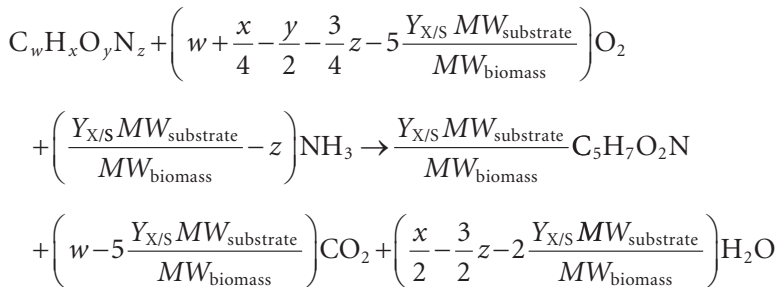 C_wH_xO_yN_z + ( w + x/4 − y/2 − 3/4 z − 5 Y_X/S MW_substrate / MW_biomass ) O_2
+ ( Y_X/S MW_substrate / MW_biomass − z ) NH_3 → Y_X/S MW_substrate / MW_biomass C_5H_7O_2N
+ ( w − 5 Y_X/S MW_substrate / MW_biomass ) CO_2 + ( x/2 − 3/2 z − 2 Y_X/S MW_substrate / MW_biomass ) H_2O